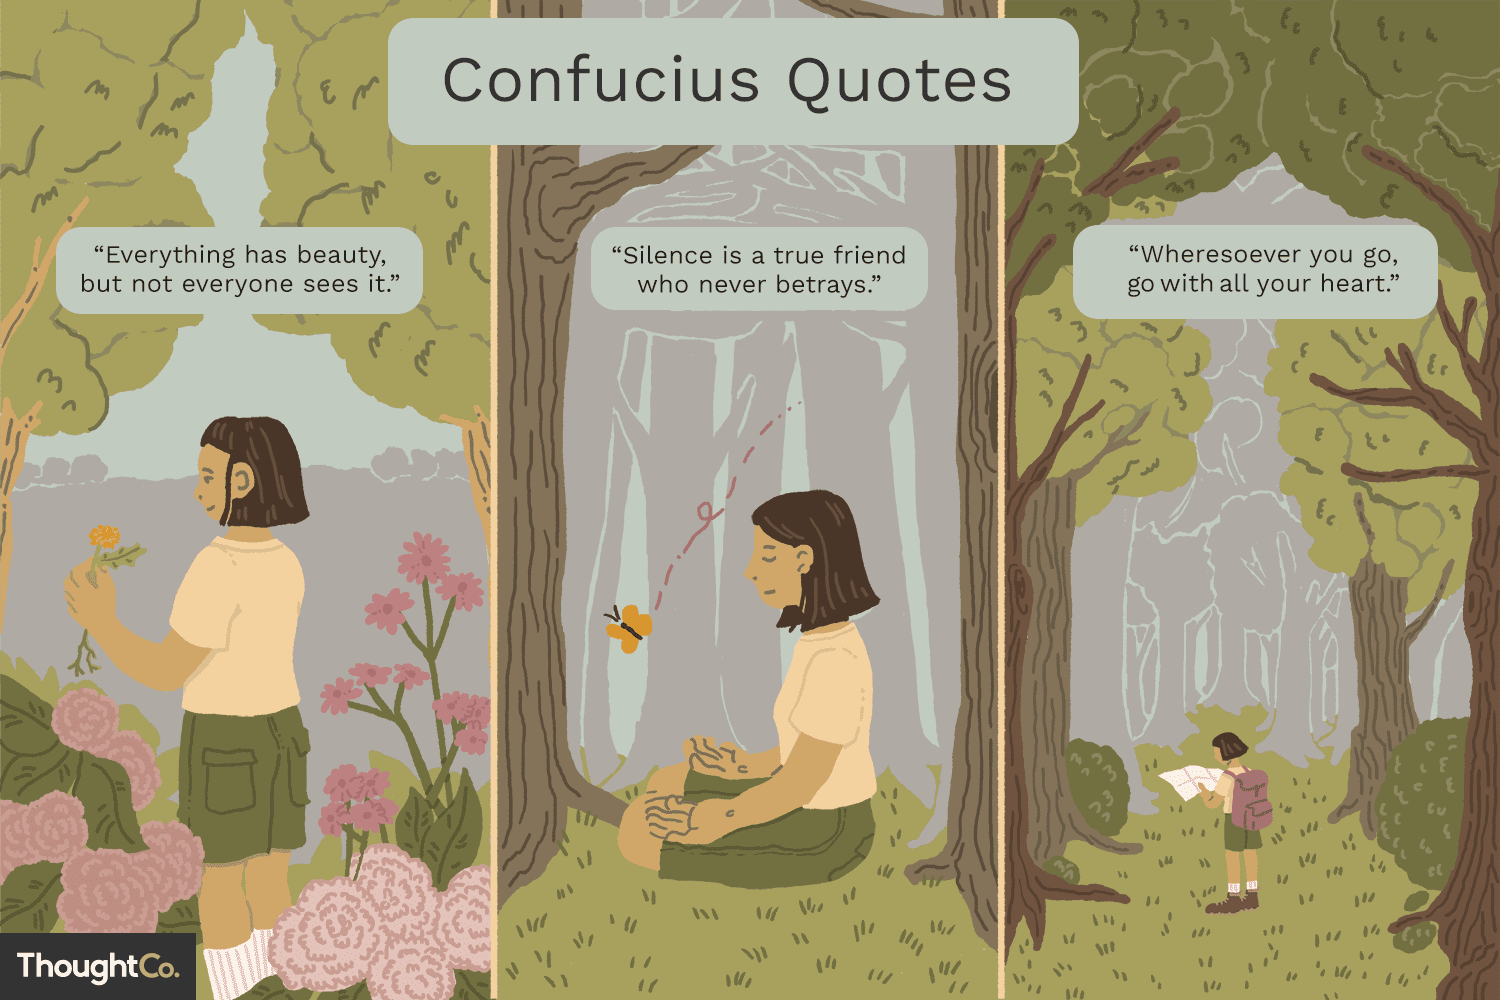 Confucius Quotes
“Everything has beauty,
but not everyone sees it.”
“Silence is a true friend
who never betrays.”
“Wheresoever you go,
go with all your heart.”
ThoughtCo.